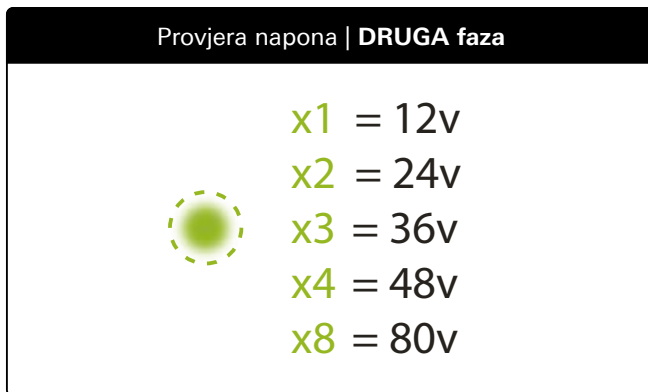 Provjera napona | DRUGA faza
x1 = 12v
x2 = 24v
x3 = 36v
x4 = 48v
x8 = 80v